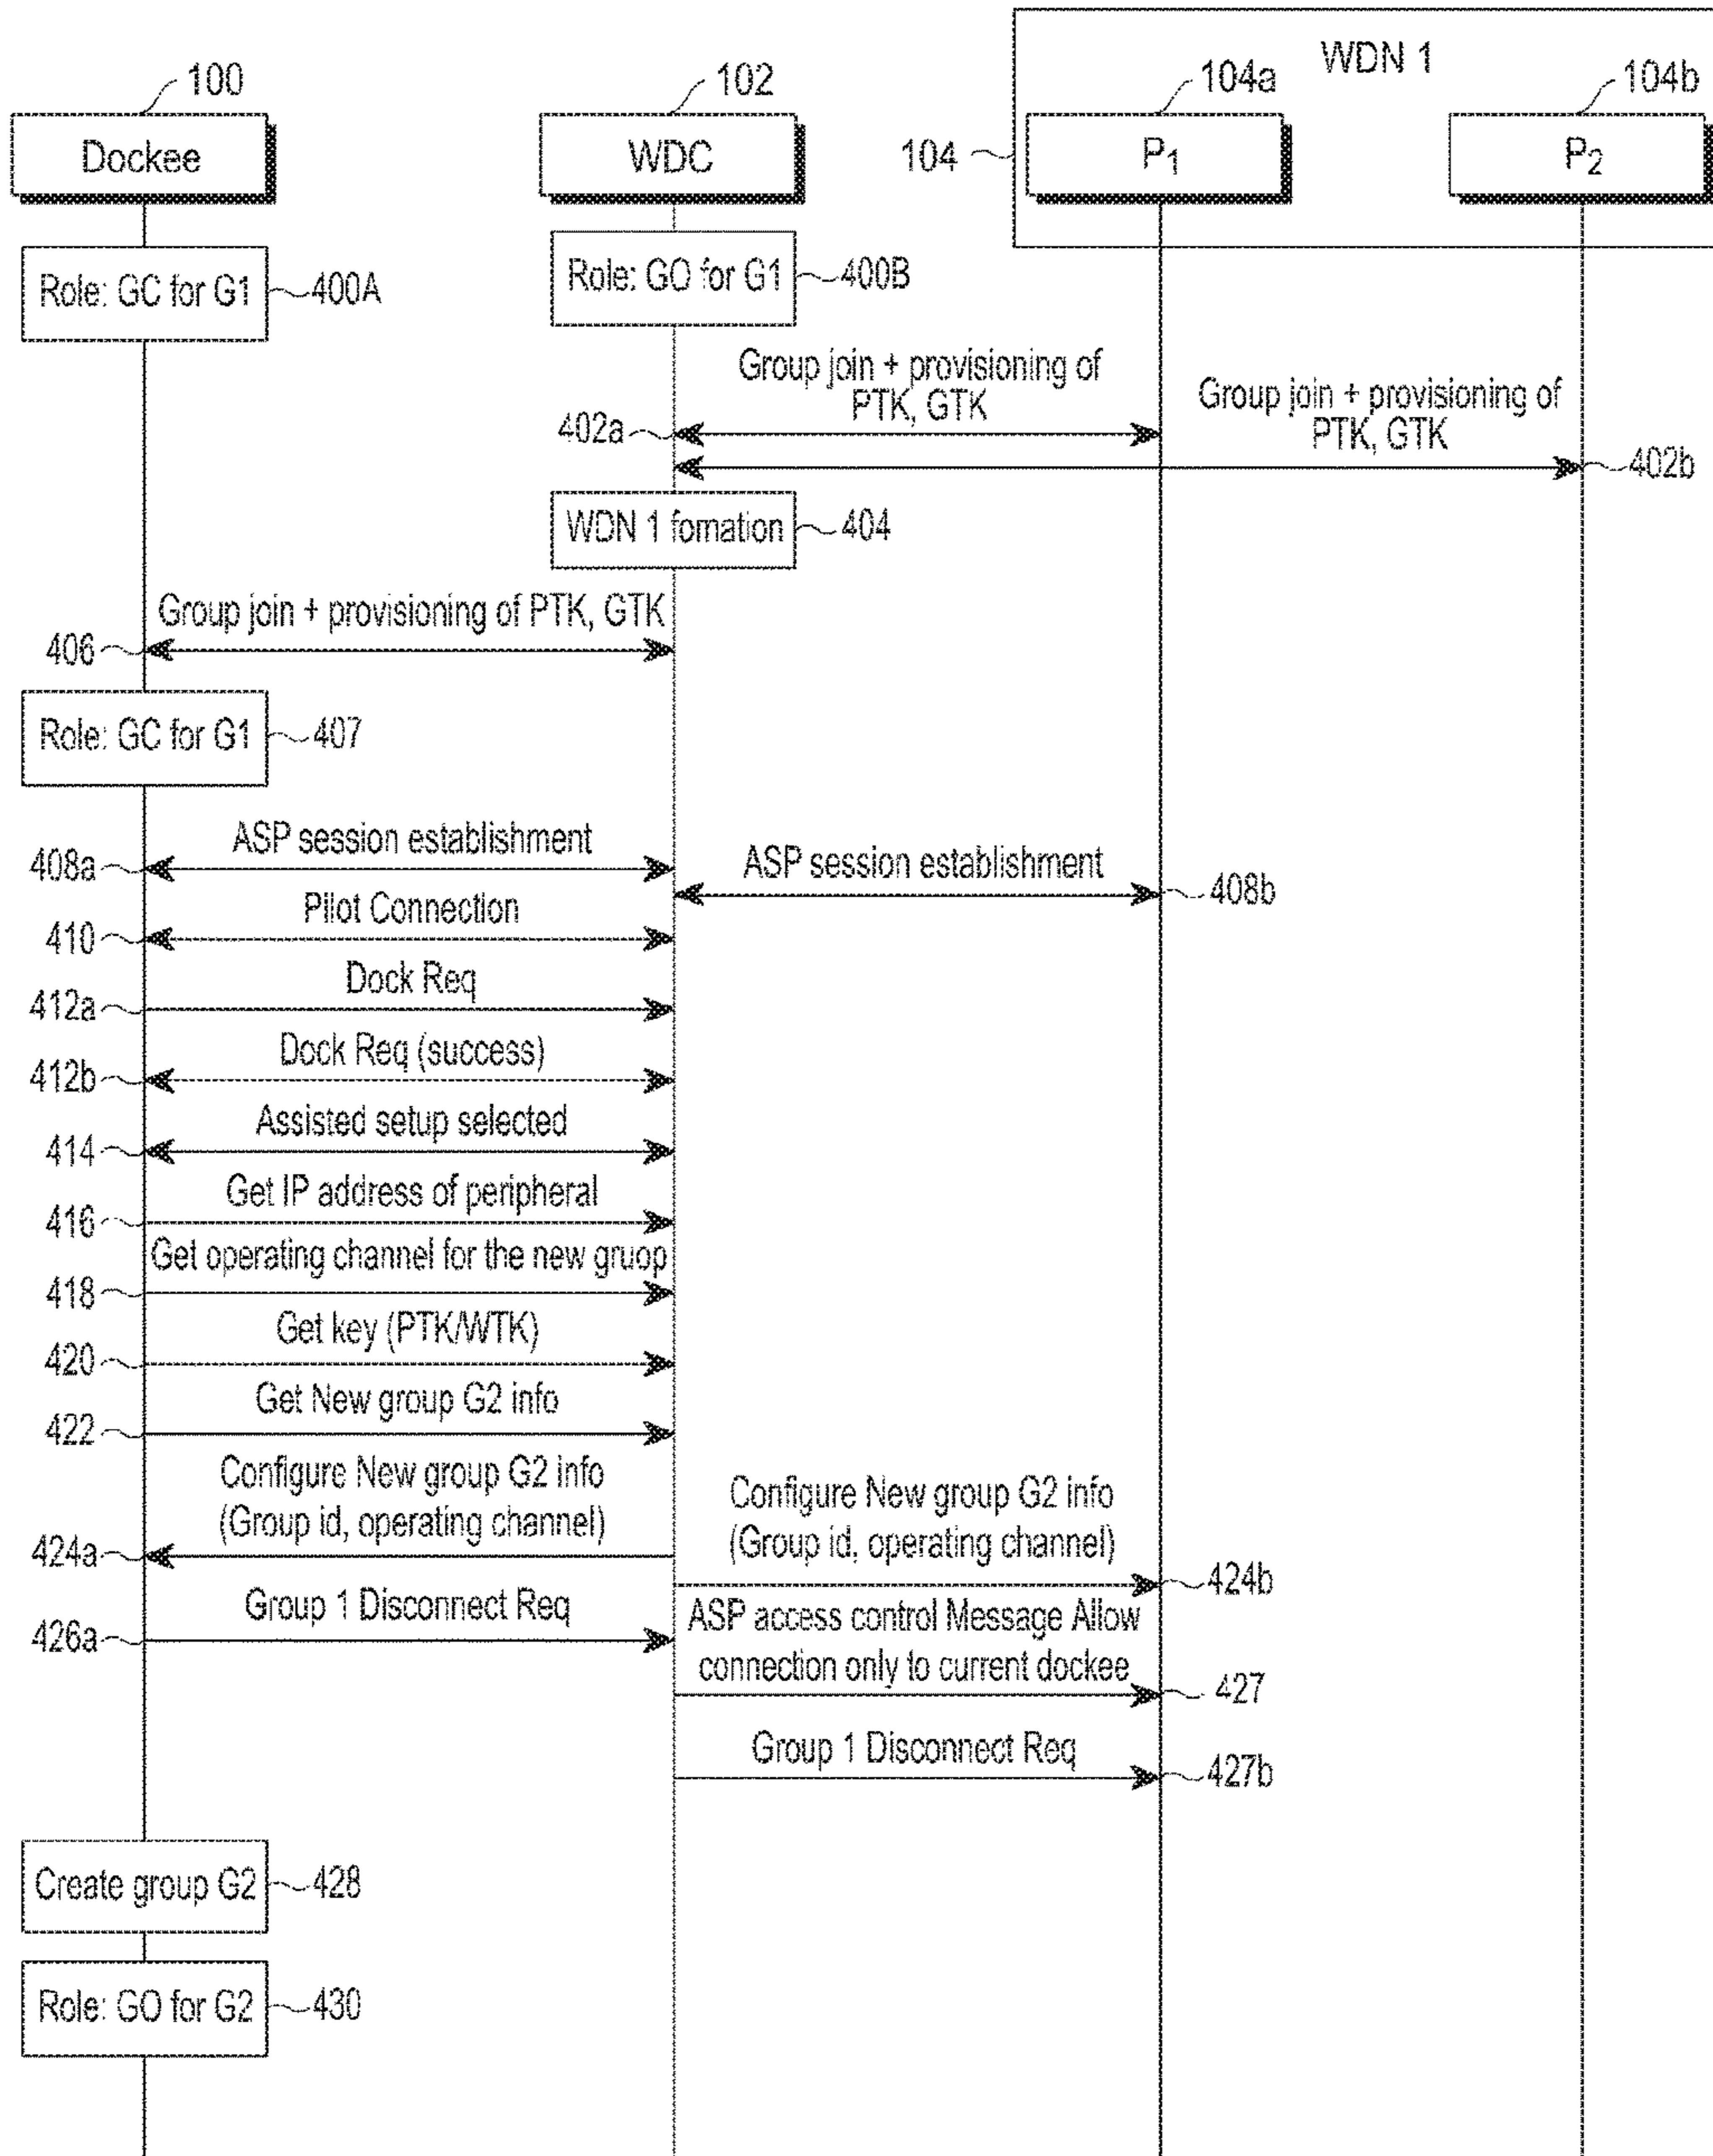 WDN 1
100
102
104a
104b
104
Dockee
WDC
P1
P2
Role: GC for G1
400A
Role: GO for G1
400B
Group join + provisioning of
PTK, GTK
402a
Group join + provisioning of
PTK, GTK
402b
WDN 1 fornation
404
Group join + provisioning of PTK, GTK
406
Role: GC for G1
407
ASP session establishment
408a
ASP session establishment
408b
Pilot Connection
410
Dock Req
412a
Dock Req (success)
412b
Assisted setup selected
414
Get IP address of peripheral
416
Get operating channel for the new gruop
418
Get key (PTK/WTK)
420
Get New group G2 info
422
Configure New group G2 info
(Group id, operating channel)
424a
Configure New group G2 info
(Group id, operating channel)
424b
Group 1 Disconnect Req
426a
ASP access control Message Allow
connection only to current dockee
427
Group 1 Disconnect Req
427b
Create group G2
428
Role: GO for G2
430